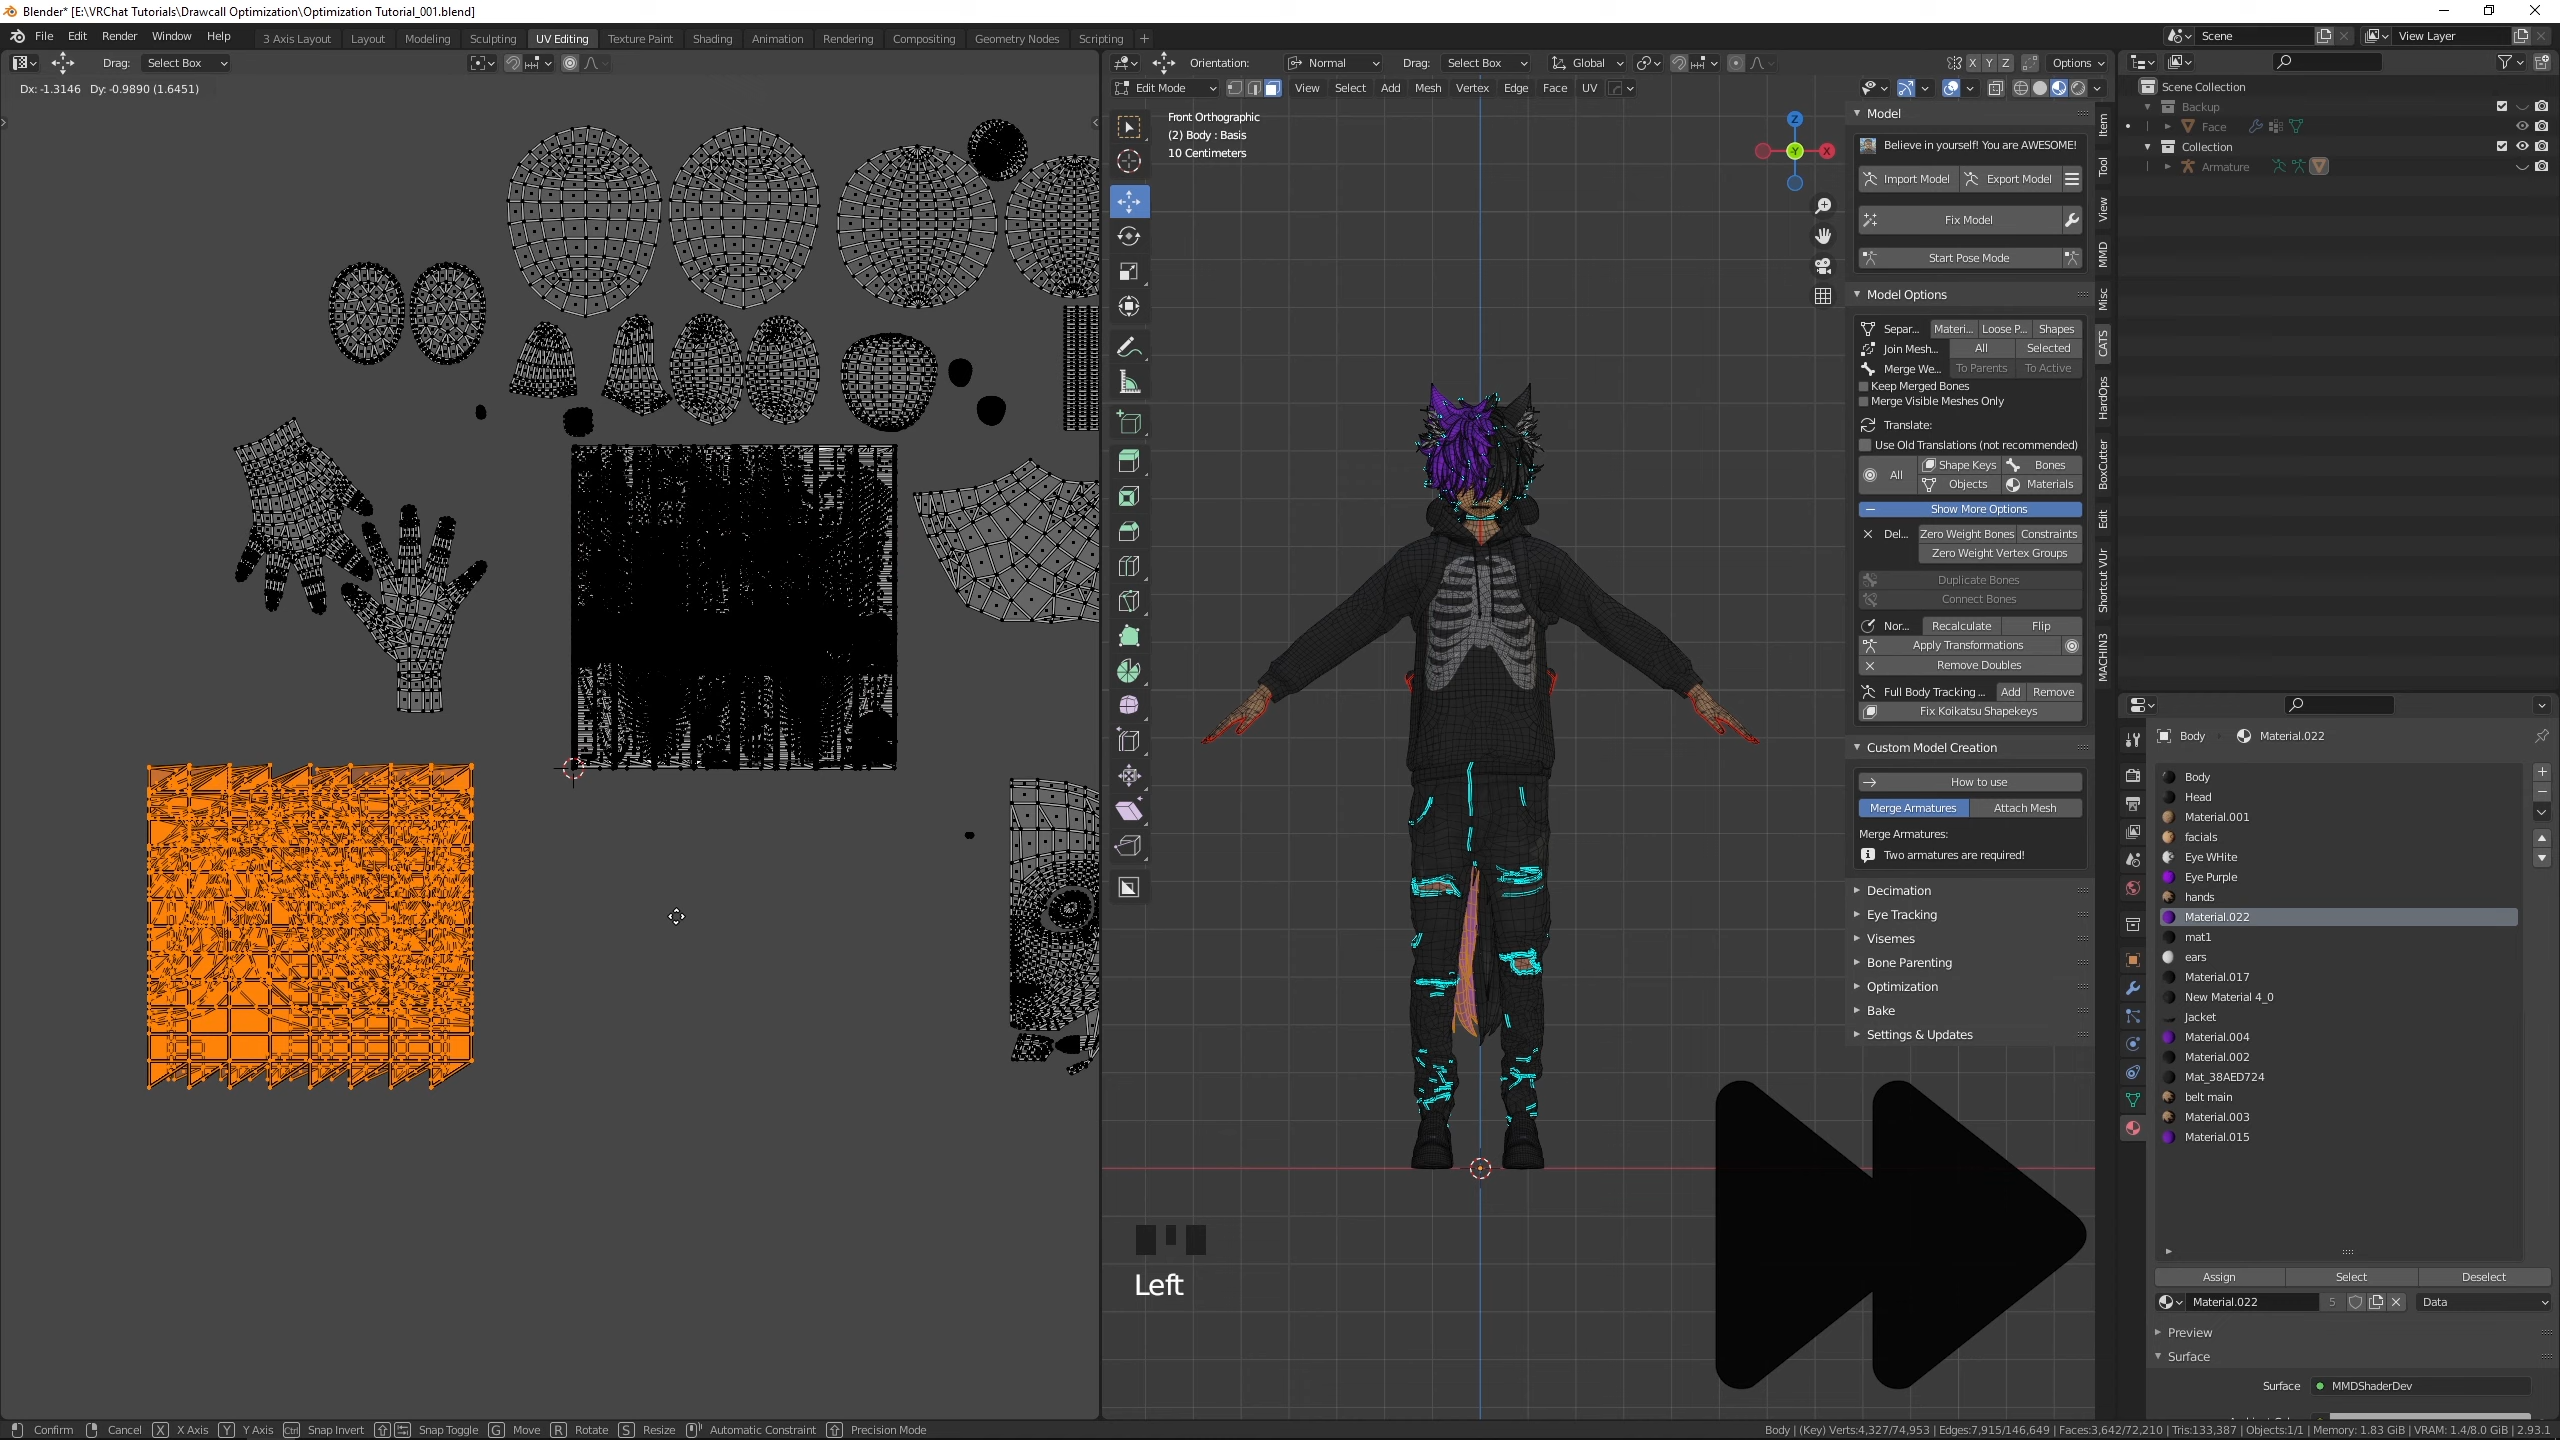 Blender* [E:\VRChat Tutorials\Drawcall Optimization\Optimization Tutorial_001.blend]
File Edit Render Window Help 3 Axis Layout Layout Modeling Sculpting UV Editing Texture Paint Shading Animation Rendering Compositing Geometry Nodes Scripting +
Scene
View Layer
Drag: Select Box
Orientation: Normal Drag: Select Box Global
X Y Z Options
Dx: -1.3146 Dy: -0.9890 (1.6451)
Edit Mode View Select Add Mesh Vertex Edge Face UV
Front Orthographic
(2) Body : Basis
10 Centimeters
Z
Y
X
Model
Believe in yourself! You are AWESOME!
Import Model Export Model
Fix Model
Start Pose Mode
Model Options
Separ... Materi... Loose P... Shapes
Join Mesh... All Selected
Merge We... To Parents To Active
Keep Merged Bones
Merge Visible Meshes Only
Translate:
Use Old Translations (not recommended)
All Shape Keys Bones
Objects Materials
Show More Options
Del... Zero Weight Bones Constraints
Zero Weight Vertex Groups
Duplicate Bones
Connect Bones
Nor... Recalculate Flip
Apply Transformations
Remove Doubles
Full Body Tracking ... Add Remove
Fix Koikatsu Shapekeys
Custom Model Creation
How to use
Merge Armatures Attach Mesh
Merge Armatures:
Two armatures are required!
Decimation
Eye Tracking
Visemes
Bone Parenting
Optimization
Bake
Settings & Updates
Item
Tool
View
MMD
Misc
CATS
HardOps
BoxCutter
Edit
Shortcut VUr
MACHIN3
Scene Collection
Backup
Face
Collection
Armature
Body Material.022
Body
Head
Material.001
facials
Eye WHite
Eye Purple
hands
Material.022
mat1
ears
Material.017
New Material 4_0
Jacket
Material.004
Material.002
Mat_38AED724
belt main
Material.003
Material.015
Assign Select Deselect
Material.022 5 Data
Preview
Surface
Surface MMDShaderDev
Left
Confirm Cancel X X Axis Y Y Axis Ctrl Snap Invert Snap Toggle G Move R Rotate S Resize Automatic Constraint Precision Mode
Body | (Key) Verts:4,327/74,953 | Edges:7,915/146,649 | Faces:3,642/72,210 | Tris:133,387 | Objects:1/1 | Memory: 1.83 GiB | VRAM: 1.4/8.0 GiB | 2.93.1